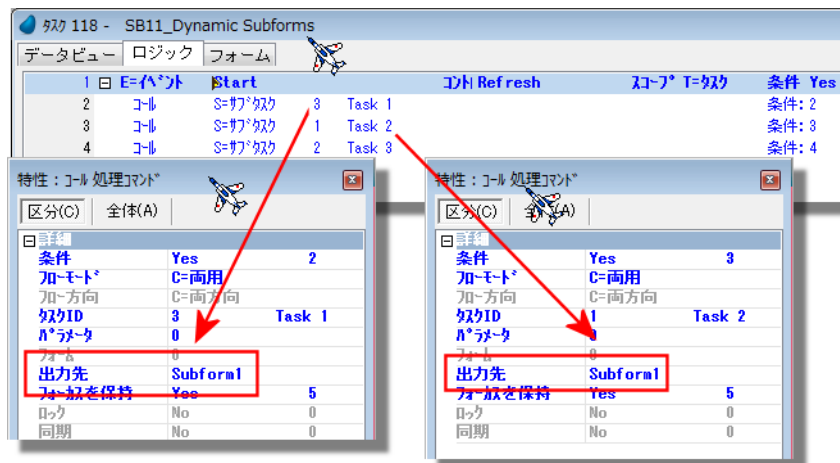 ﾀｽｸ 118 - SB11_Dynamic Subforms
データビュー ロジック フォーム
1 E=ｲﾍﾞﾝﾄ Start ｺﾝﾄﾛ Refresh ｽｺｰﾌﾟ T=ﾀｽｸ 条件 Yes
2 ｺｰﾙ S=ｻﾌﾞﾀｽｸ 3 Task 1 条件: 2
3 ｺｰﾙ S=ｻﾌﾞﾀｽｸ 1 Task 2 条件: 3
4 ｺｰﾙ S=ｻﾌﾞﾀｽｸ 2 Task 3 条件: 4
特性：ｺｰﾙ 処理ｺﾏﾝﾄﾞ
区分(C) 全体(A)
詳細
条件 Yes 2
ﾌﾛｰﾓｰﾄﾞ C=両用
ﾌﾛｰ方向 C=両方向
ﾀｽｸID 3 Task 1
ﾊﾟﾗﾒｰﾀ 0
ﾌｫｰﾑ 0
出力先 Subform1
ﾌｫｰｶｽを保持 Yes 5
ﾛｯｸ No 0
同期 No 0
特性：ｺｰﾙ 処理ｺﾏﾝﾄﾞ
区分(C) 全体(A)
詳細
条件 Yes 3
ﾌﾛｰﾓｰﾄﾞ C=両用
ﾌﾛｰ方向 C=両方向
ﾀｽｸID 1 Task 2
ﾊﾟﾗﾒｰﾀ 0
ﾌｫｰﾑ 0
出力先 Subform1
ﾌｫｰｶｽを保持 Yes 5
ﾛｯｸ No 0
同期 No 0